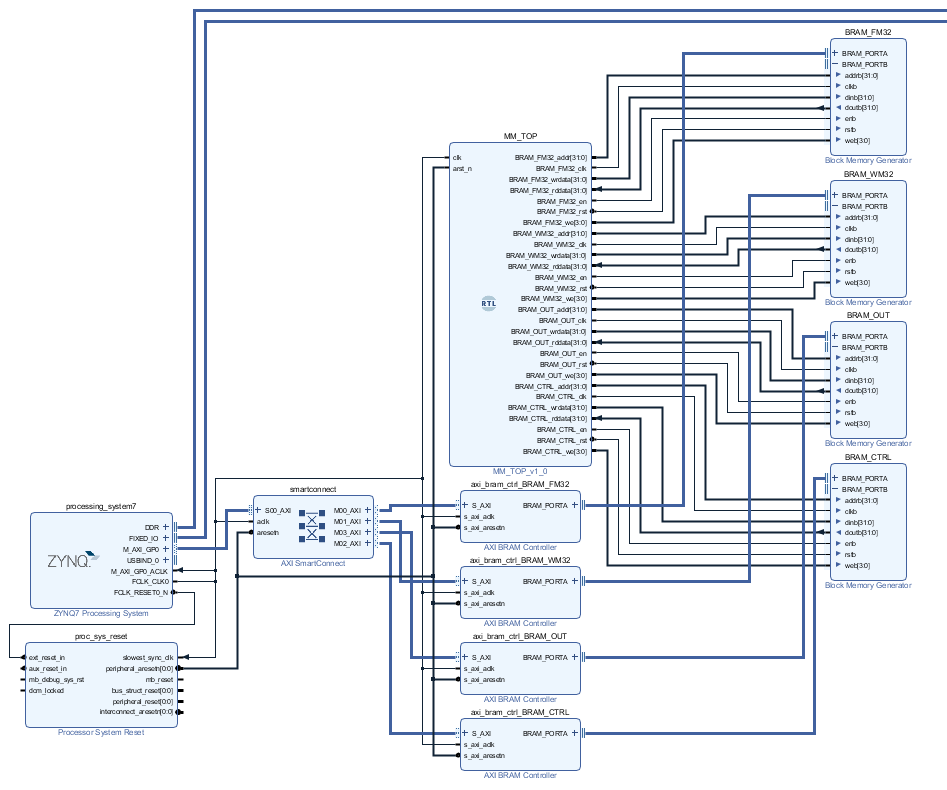 BRAM_FM32
BRAM_PORTA
BRAM_PORTB
addrb[31:0]
clkb
dinb[31:0]
doutb[31:0]
enb
rstb
web[3:0]
Block Memory Generator
BRAM_WM32
BRAM_PORTA
BRAM_PORTB
addrb[31:0]
clkb
dinb[31:0]
doutb[31:0]
enb
rstb
web[3:0]
Block Memory Generator
BRAM_OUT
BRAM_PORTA
BRAM_PORTB
addrb[31:0]
clkb
dinb[31:0]
doutb[31:0]
enb
rstb
web[3:0]
Block Memory Generator
BRAM_CTRL
BRAM_PORTA
BRAM_PORTB
addrb[31:0]
clkb
dinb[31:0]
doutb[31:0]
enb
rstb
web[3:0]
Block Memory Generator
MM_TOP
clk
arst_n
RTL
BRAM_FM32_addr[31:0]
BRAM_FM32_clk
BRAM_FM32_wrdata[31:0]
BRAM_FM32_rddata[31:0]
BRAM_FM32_en
BRAM_FM32_rst
BRAM_FM32_we[3:0]
BRAM_WM32_addr[31:0]
BRAM_WM32_clk
BRAM_WM32_wrdata[31:0]
BRAM_WM32_rddata[31:0]
BRAM_WM32_en
BRAM_WM32_rst
BRAM_WM32_we[3:0]
BRAM_OUT_addr[31:0]
BRAM_OUT_clk
BRAM_OUT_wrdata[31:0]
BRAM_OUT_rddata[31:0]
BRAM_OUT_en
BRAM_OUT_rst
BRAM_OUT_we[3:0]
BRAM_CTRL_addr[31:0]
BRAM_CTRL_clk
BRAM_CTRL_wrdata[31:0]
BRAM_CTRL_rddata[31:0]
BRAM_CTRL_en
BRAM_CTRL_rst
BRAM_CTRL_we[3:0]
MM_TOP_v1_0
smartconnect
S00_AXI
aclk
aresetn
M00_AXI
M01_AXI
M03_AXI
M02_AXI
AXI SmartConnect
processing_system7
ZYNQ.
DDR
FIXED_IO
M_AXI_GP0
USBIND_0
M_AXI_GP0_ACLK
FCLK_CLK0
FCLK_RESET0_N
ZYNQ7 Processing System
proc_sys_reset
ext_reset_in
aux_reset_in
mb_debug_sys_rst
dcm_locked
slowest_sync_clk
peripheral_aresetn[0:0]
mb_reset
bus_struct_reset[0:0]
peripheral_reset[0:0]
interconnect_aresetn[0:0]
Processor System Reset
axi_bram_ctrl_BRAM_FM32
S_AXI
s_axi_aclk
s_axi_aresetn
BRAM_PORTA
AXI BRAM Controller
axi_bram_ctrl_BRAM_WM32
S_AXI
s_axi_aclk
s_axi_aresetn
BRAM_PORTA
AXI BRAM Controller
axi_bram_ctrl_BRAM_OUT
S_AXI
s_axi_aclk
s_axi_aresetn
BRAM_PORTA
AXI BRAM Controller
axi_bram_ctrl_BRAM_CTRL
S_AXI
s_axi_aclk
s_axi_aresetn
BRAM_PORTA
AXI BRAM Controller